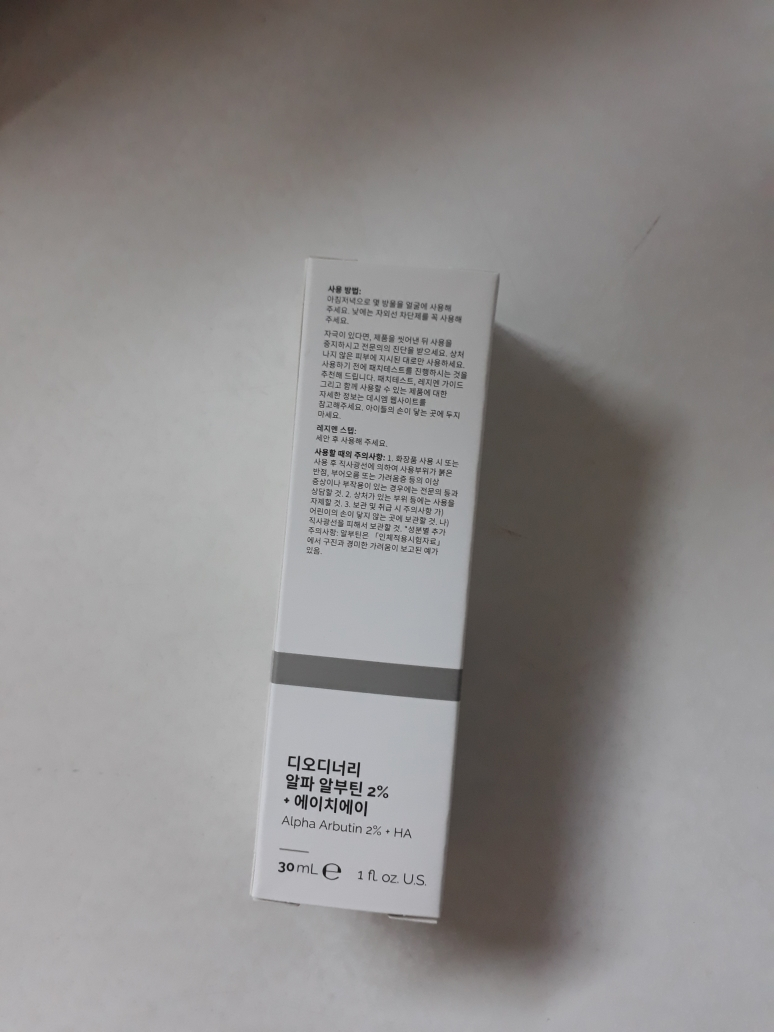 사용 방법:
아침저녁으로 몇 방울을 얼굴에 사용해
주세요. 낮에는 자외선 차단제를 꼭 사용해
주세요.
자극이 있다면, 제품을 씻어낸 뒤 사용을
중지하시고 전문의의 진단을 받으세요. 상처
나지 않은 피부에 지시된 대로만 사용하세요.
사용하기 전에 패치테스트를 진행하시는 것을
추천해 드립니다. 패치테스트, 레지멘 가이드
그리고 함께 사용할 수 있는 제품에 대한
자세한 정보는 데시엠 웹사이트를
참고해주세요. 아이들의 손이 닿는 곳에 두지
마세요.
레지멘 스텝:
세안 후 사용해 주세요.
사용할 때의 주의사항: 1. 화장품 사용 시 또는
사용 후 직사광선에 의하여 사용부위가 붉은
반점, 부어오름 또는 가려움증 등의 이상
증상이나 부작용이 있는 경우에는 전문의 등과
상담할 것. 2. 상처가 있는 부위 등에는 사용을
자제할 것. 3. 보관 및 취급 시 주의사항 가)
어린이의 손이 닿지 않는 곳에 보관할 것. 나)
직사광선을 피해서 보관할 것. *성분별 추가
주의사항: 알부틴은 「인체적용시험자료」
에서 구진과 경미한 가려움이 보고된 예가
있음.
디오디너리
알파 알부틴 2%
+ 에이치에이
Alpha Arbutin 2% + HA
30 mL ℮ 1 fl. oz. U.S.